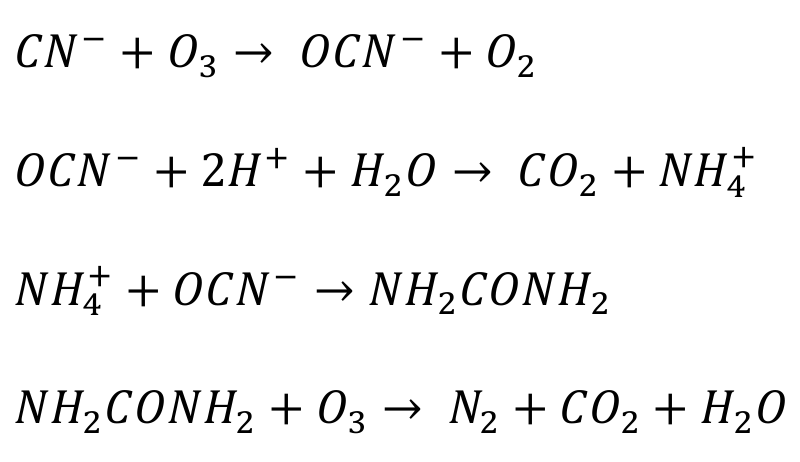 CN⁻ + O₃ → OCN⁻ + O₂
OCN⁻ + 2H⁺ + H₂O → CO₂ + NH₄⁺
NH₄⁺ + OCN⁻ → NH₂CONH₂
NH₂CONH₂ + O₃ → N₂ + CO₂ + H₂O